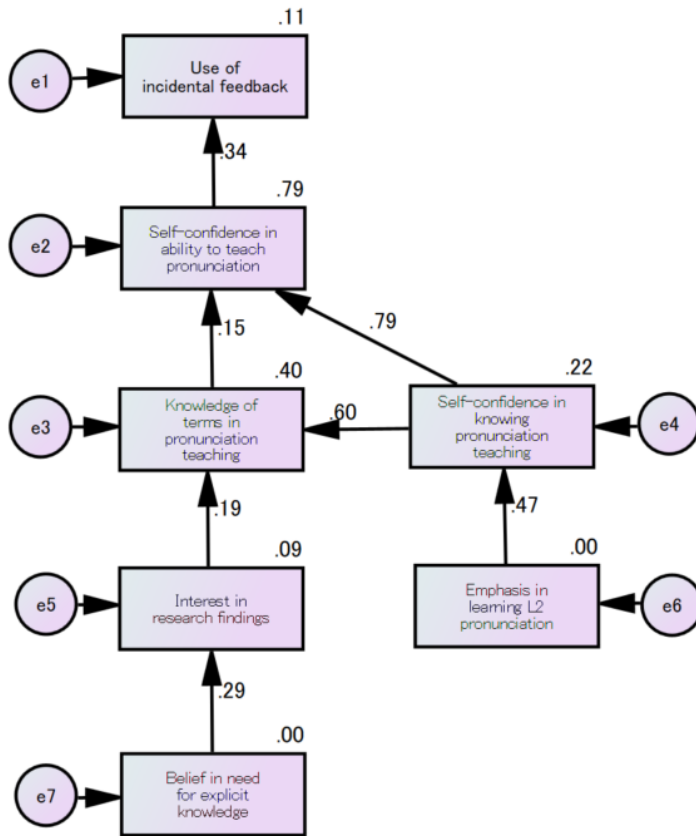 .11
e1
Use of
incidental feedback
.34
.79
e2
Self-confidence in
ability to teach
pronunciation
.79
.15
.40
.22
e3
Knowledge of
terms in
pronunciation
teaching
.60
Self-confidence in
knowing
pronunciation
teaching
e4
.19
.47
.09
.00
e5
Interest in
research findings
Emphasis in
learning L2
pronunciation
e6
.29
.00
e7
Belief in need
for explicit
knowledge